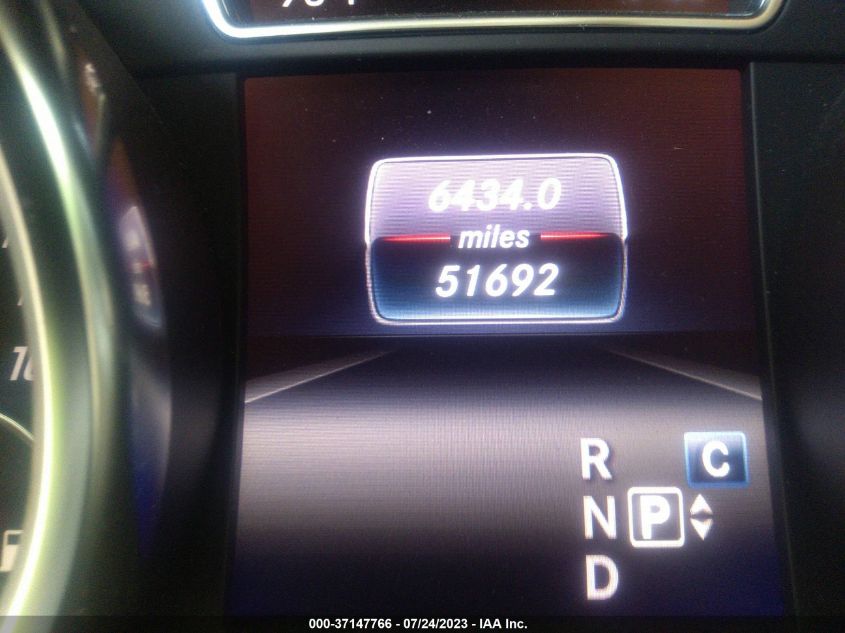 6434.0
miles
51692
R C
N P
D
000-37147766 - 07/24/2023 - IAA Inc.